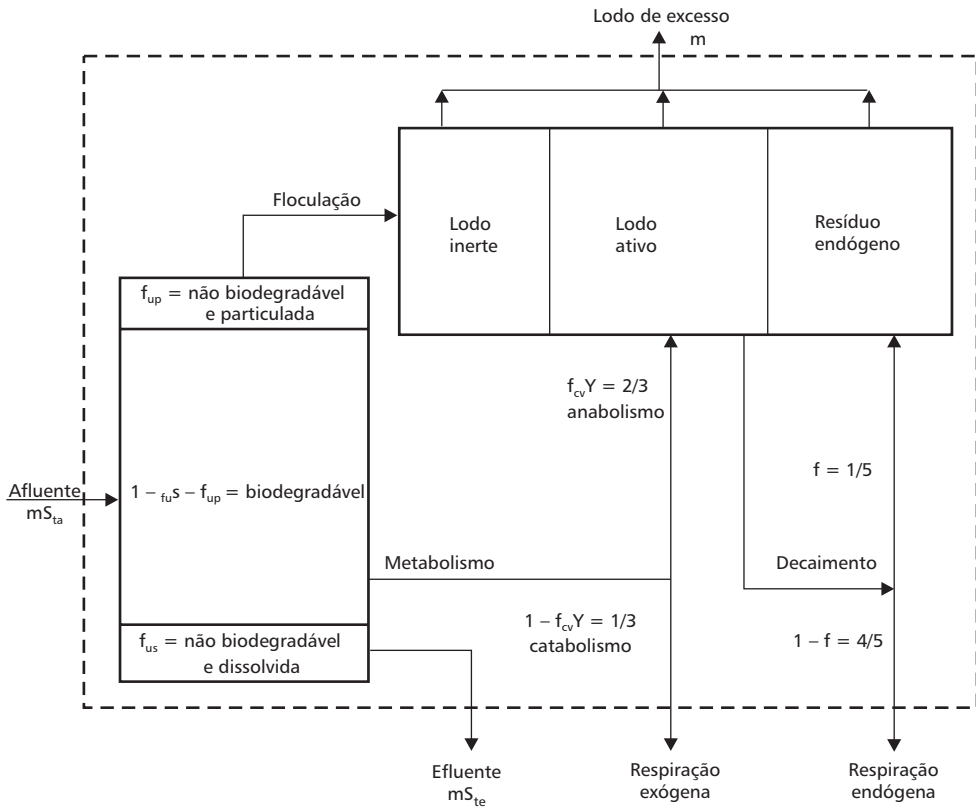 Lodo de excesso
m
Floculação
Lodo
inerte
Lodo
ativo
Resíduo
endógeno
f_up = não biodegradável
e particulada
f_cvY = 2/3
anabolismo
f = 1/5
Afluente
mS_ta
1 – _fus – f_up = biodegradável
Metabolismo
Decaimento
1 – f_cvY = 1/3
catabolismo
1 – f = 4/5
f_us = não biodegradável
e dissolvida
Efluente
mS_te
Respiração
exógena
Respiração
endógena